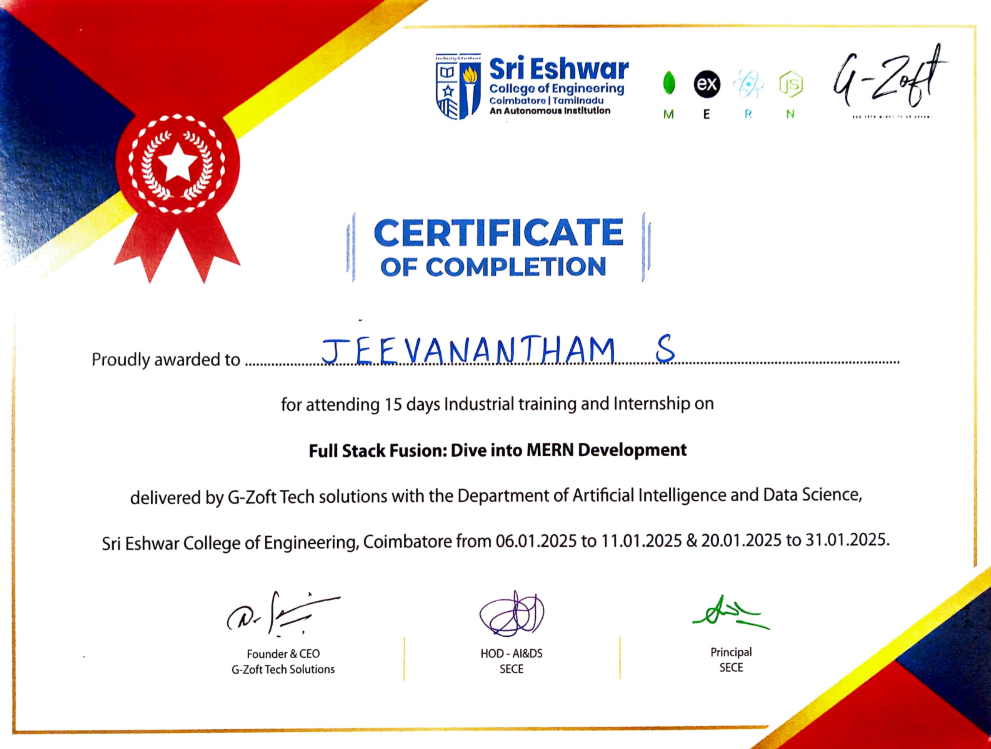 Sri Eshwar
College of Engineering
Coimbatore | Tamilnadu
An Autonomous Institution
ex
JS
M E R N
G-Zoft
CERTIFICATE
OF COMPLETION
Proudly awarded to JEEVANANTHAM S
for attending 15 days Industrial training and Internship on
Full Stack Fusion: Dive into MERN Development
delivered by G-Zoft Tech solutions with the Department of Artificial Intelligence and Data Science,
Sri Eshwar College of Engineering, Coimbatore from 06.01.2025 to 11.01.2025 & 20.01.2025 to 31.01.2025.
Founder & CEO
G-Zoft Tech Solutions
HOD - AI&DS
SECE
Principal
SECE